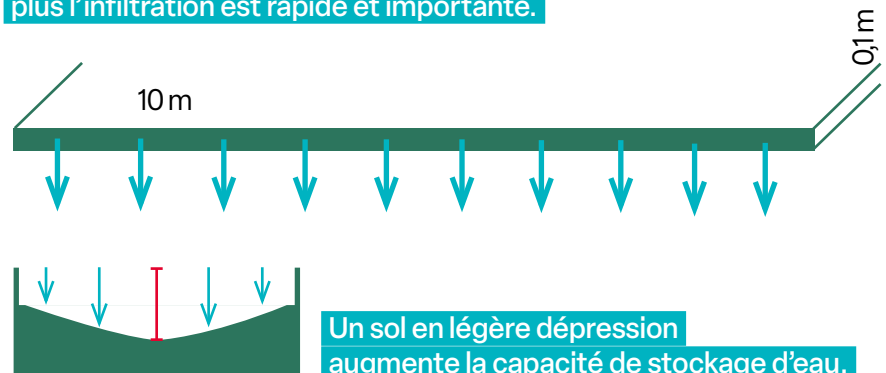 plus l'infiltration est rapide et importante.
0,1 m
10 m
Un sol en légère dépression
augmente la capacité de stockage d'eau.